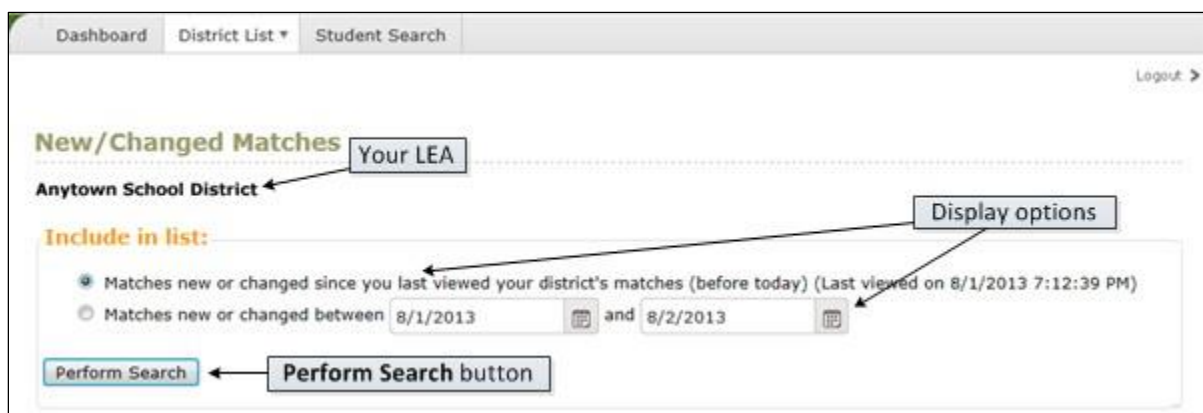 Dashboard District List ▾ Student Search
Logout >
New/Changed Matches
Your LEA
Anytown School District
Display options
Include in list:
Matches new or changed since you last viewed your district's matches (before today) (Last viewed on 8/1/2013 7:12:39 PM)
Matches new or changed between 8/1/2013 and 8/2/2013
Perform Search
Perform Search button